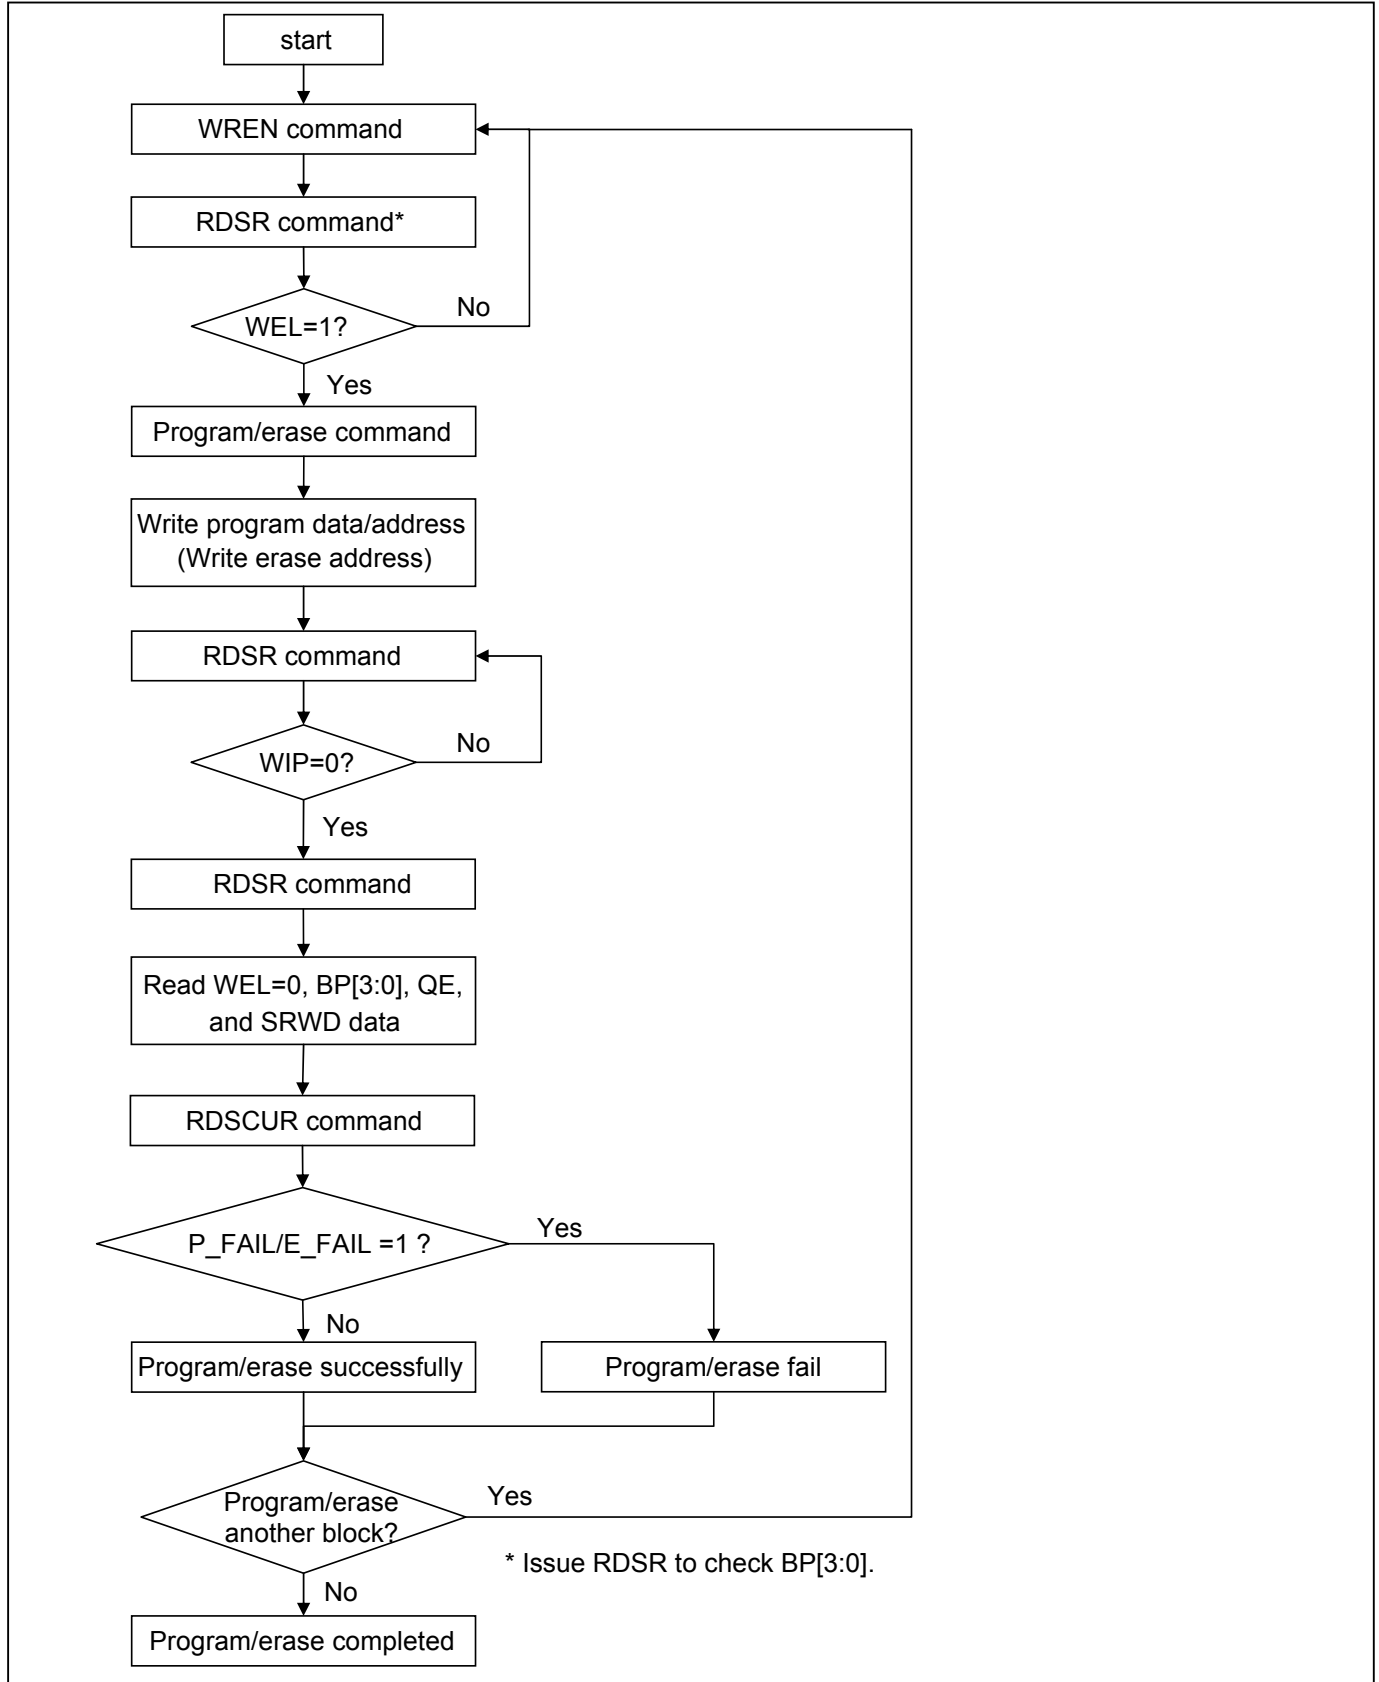 start
WREN command
RDSR command*
WEL=1?
No
Yes
Program/erase command
Write program data/address
(Write erase address)
RDSR command
WIP=0?
No
Yes
RDSR command
Read WEL=0, BP[3:0], QE,
and SRWD data
RDSCUR command
P_FAIL/E_FAIL =1 ?
Yes
No
Program/erase successfully
Program/erase fail
Program/erase
another block?
Yes
* Issue RDSR to check BP[3:0].
No
Program/erase completed